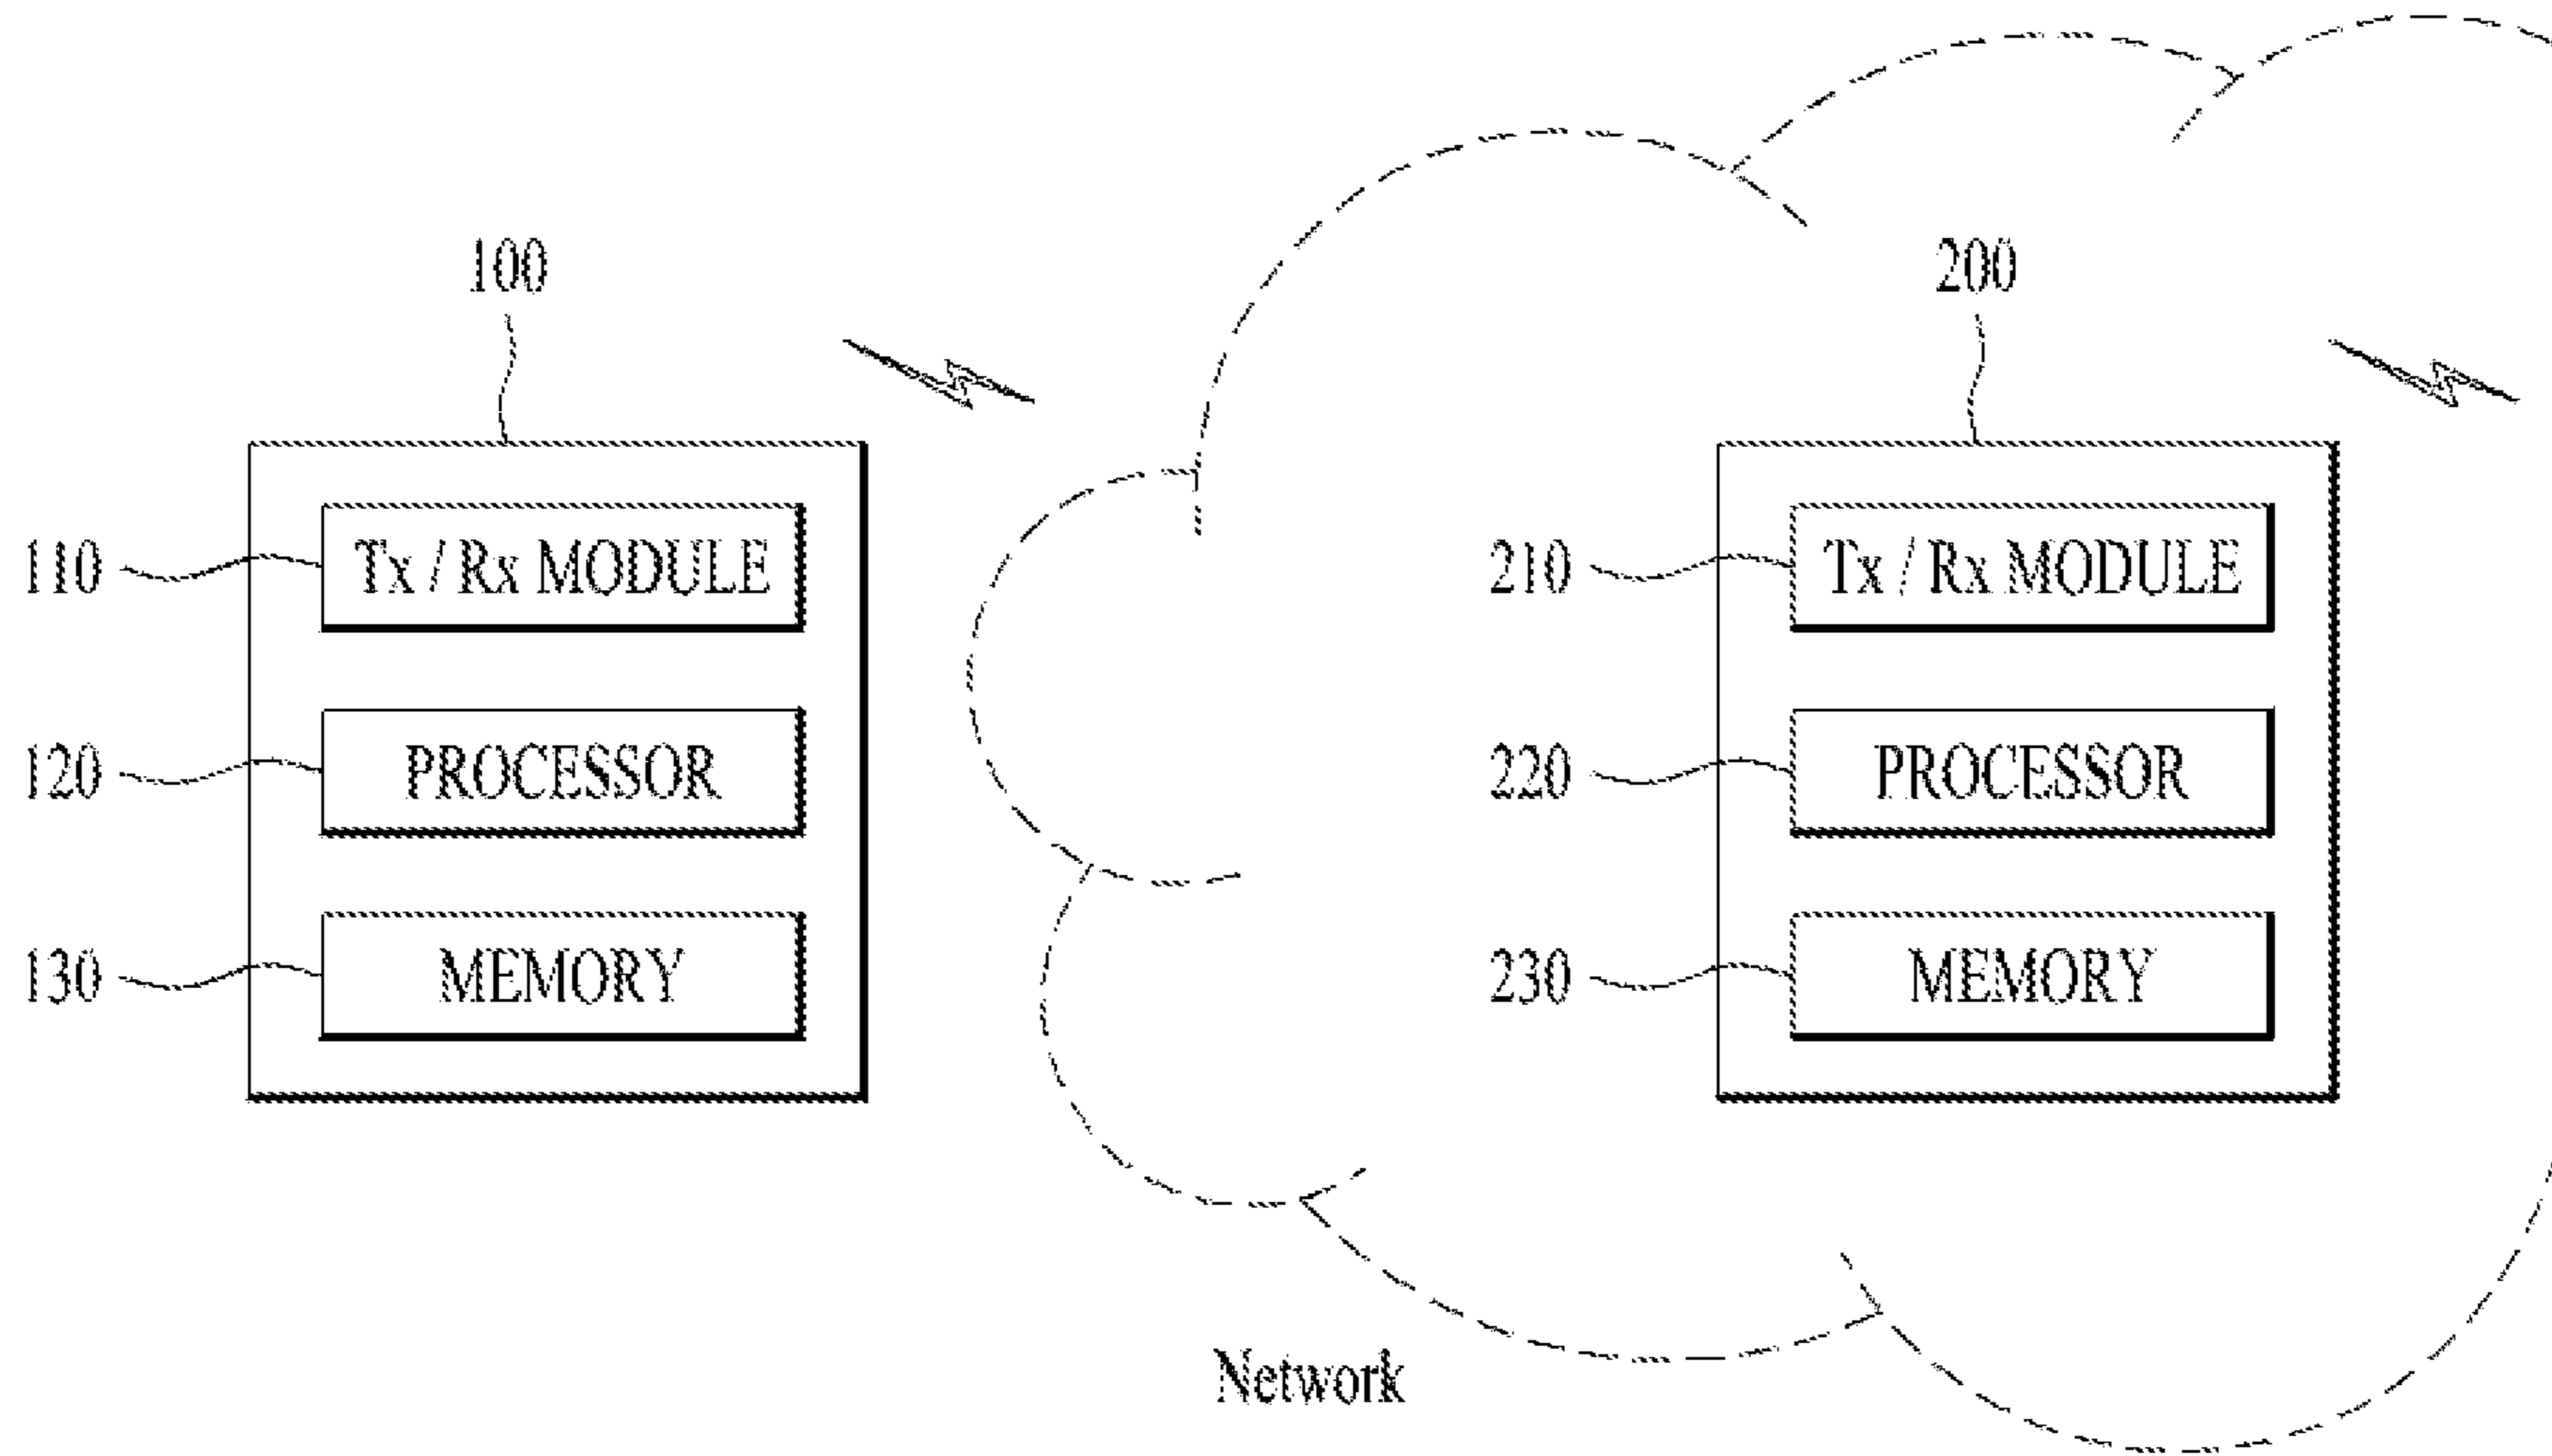 100
200
110 Tx / Rx MODULE
210 Tx / Rx MODULE
120 PROCESSOR
220 PROCESSOR
130 MEMORY
230 MEMORY
Network